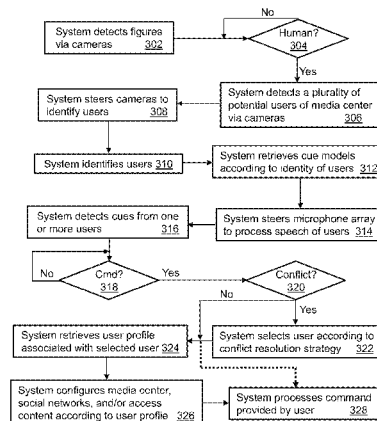 No
System detects figures
via cameras
302
Human?
304
Yes
System detects a plurality of
potential users of media center
via cameras 306
System steers cameras to
identify users
308
System identifies users 310
System retrieves cue models
according to identity of users 312
System steers microphone array
to process speech of users 314
System detects cues from one
or more users 316
Cmd?
318
No
Yes
Conflict?
320
No
Yes
System selects user according to
conflict resolution strategy 322
System retrieves user profile
associated with selected user 324
System configures media center,
social networks, and/or access
content according to user profile 326
System processes command
provided by user 328